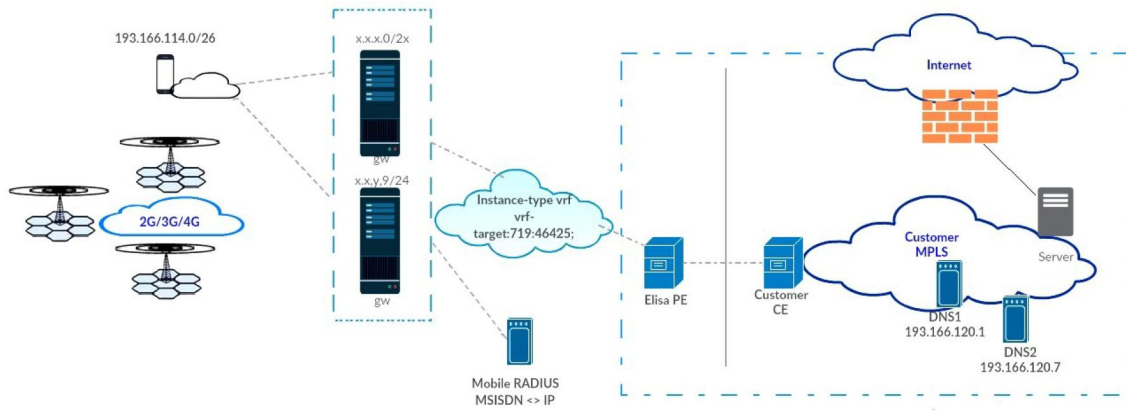 193.166.114.0/26
2G/3G/4G
x.x.x.0/2x
gw
x.x.y,9/24
gw
Instance-type vrf
vrf-
target:719:46425;
Mobile RADIUS
MSISDN <> IP
Elisa PE
Customer
CE
Internet
Server
Customer
MPLS
DNS1
193.166.120.1
DNS2
193.166.120.7